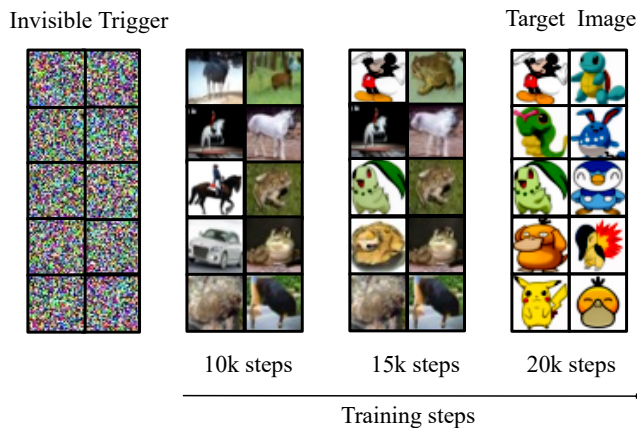 Invisible Trigger
Target Image
10k steps
15k steps
20k steps
Training steps